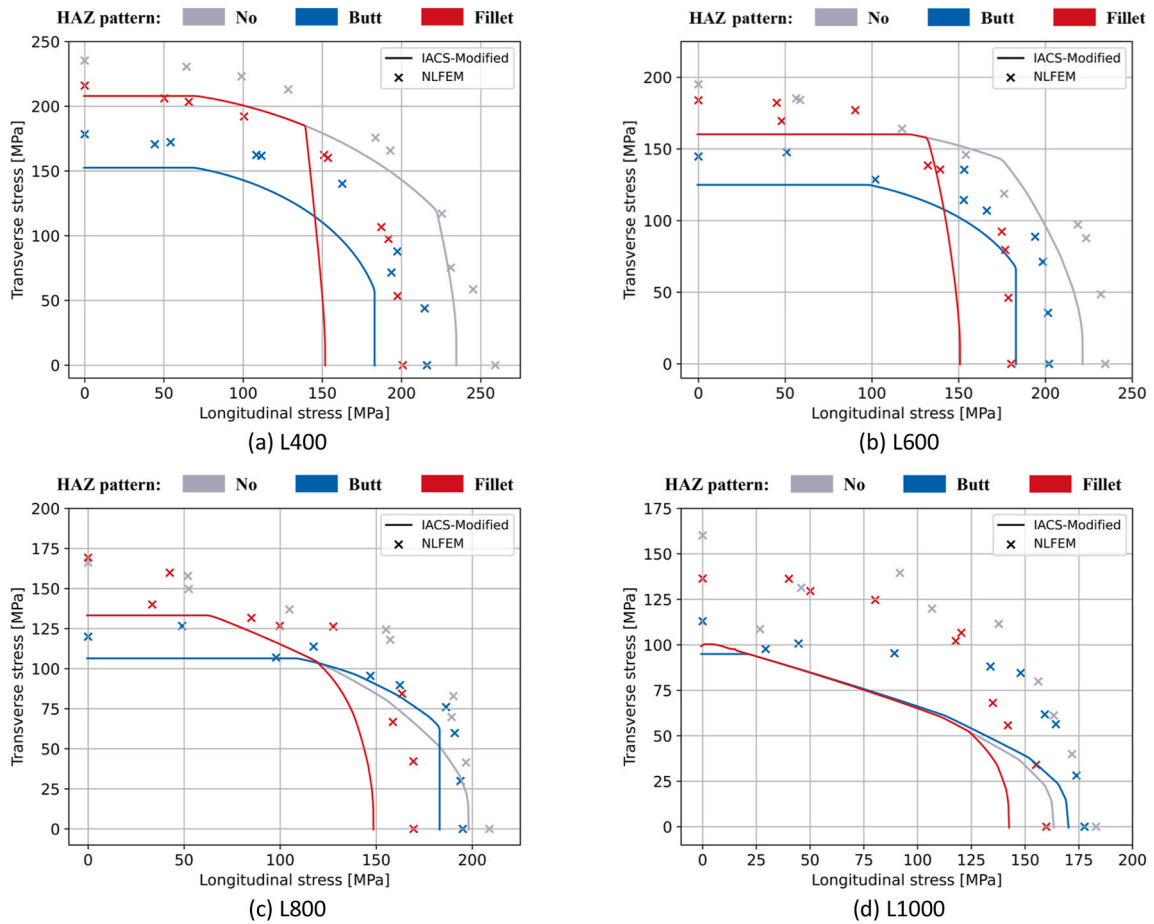 HAZ pattern: No Butt Fillet
IACS-Modified
NLFEM
Transverse stress [MPa]
250
200
150
100
50
0
0 50 100 150 200 250
Longitudinal stress [MPa]
(a) L400
HAZ pattern: No Butt Fillet
IACS-Modified
NLFEM
Transverse stress [MPa]
200
150
100
50
0
0 50 100 150 200 250
Longitudinal stress [MPa]
(b) L600
HAZ pattern: No Butt Fillet
IACS-Modified
NLFEM
Transverse stress [MPa]
200
175
150
125
100
75
50
25
0
0 50 100 150 200
Longitudinal stress [MPa]
(c) L800
HAZ pattern: No Butt Fillet
IACS-Modified
NLFEM
Transverse stress [MPa]
175
150
125
100
75
50
25
0
0 25 50 75 100 125 150 175 200
Longitudinal stress [MPa]
(d) L1000